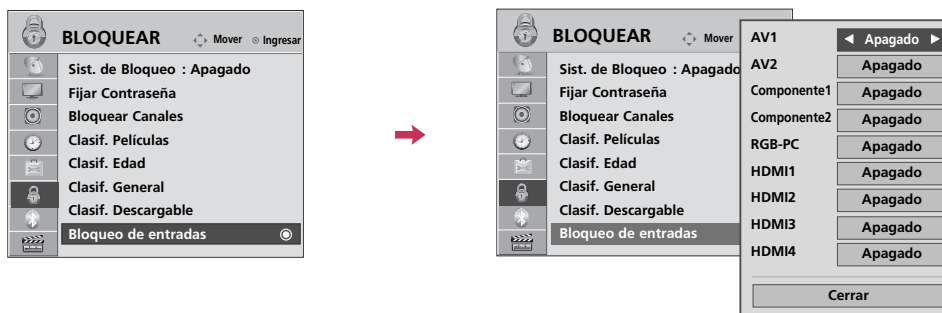 BLOQUEAR Mover Ingresar
Sist. de Bloqueo : Apagado
Fijar Contraseña
Bloquear Canales
Clasif. Películas
Clasif. Edad
Clasif. General
Clasif. Descargable
Bloqueo de entradas
BLOQUEAR Mover
Sist. de Bloqueo : Apagado
Fijar Contraseña
Bloquear Canales
Clasif. Películas
Clasif. Edad
Clasif. General
Clasif. Descargable
Bloqueo de entradas
AV1 ◀ Apagado ▶
AV2 Apagado
Componente1 Apagado
Componente2 Apagado
RGB-PC Apagado
HDMI1 Apagado
HDMI2 Apagado
HDMI3 Apagado
HDMI4 Apagado
Cerrar